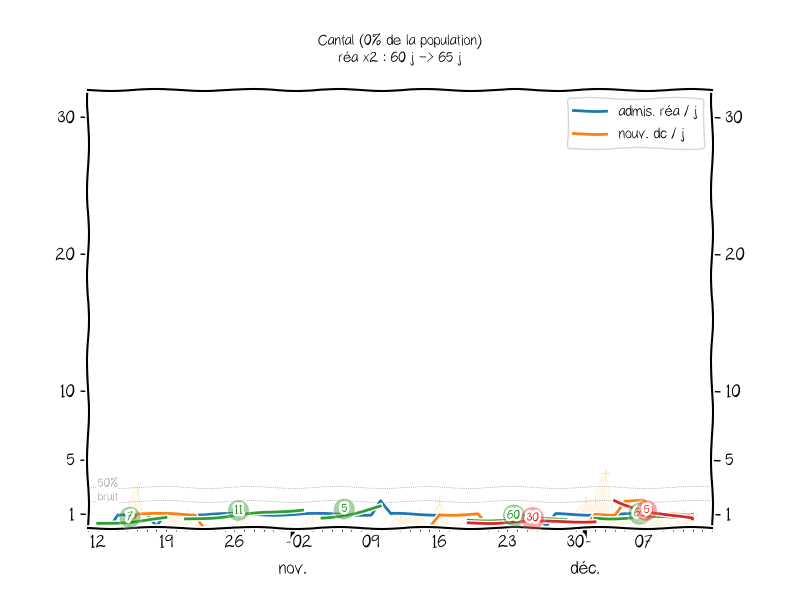 Cantal (0% de la population)
réa x2 : 60 j -> 65 j
admis. réa / j
nouv. dc / j
30 30
20 20
10 10
5 5
50%
bruit
1 1
7 11 5 60 30 5
12 19 26 02 09 16 23 30 07
nov. déc.